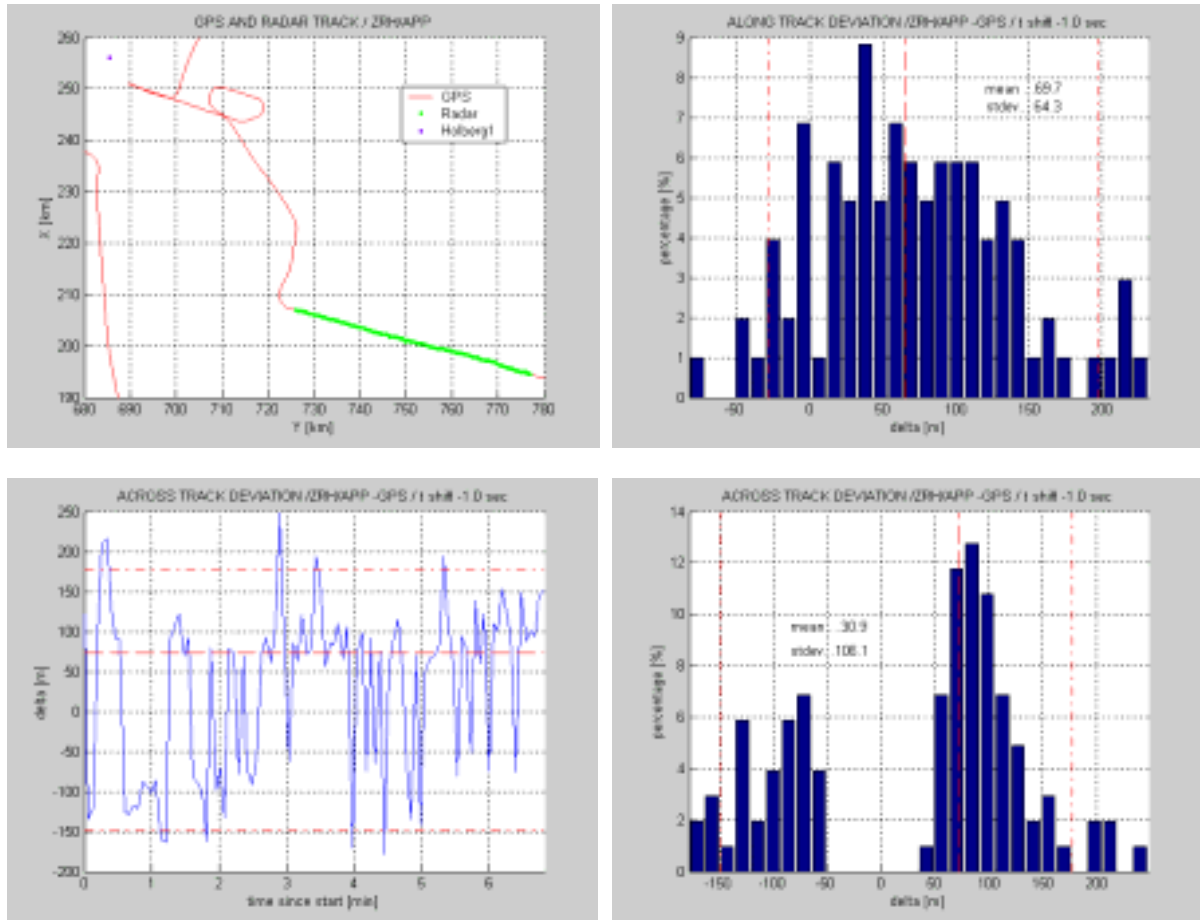 GPS AND RADAR TRACK / ZRH/APP
260
250
240
230
220
210
200
190
X [km]
680 690 700 710 720 730 740 750 760 770 780
Y [km]
GPS
Radar
Holberg1
ALONG TRACK DEVIATION /ZRH/APP -GPS / t shift -1.0 sec
9
8
7
6
5
4
3
2
1
0
percentage [%]
mean ..69.7
stdev ..64.3
-50 0 50 100 150 200
delta [m]
ACROSS TRACK DEVIATION /ZRH/APP -GPS / t shift -1.0 sec
250
200
150
100
50
0
-50
-100
-150
-200
delta [m]
0 1 2 3 4 5 6
time since start [min]
ACROSS TRACK DEVIATION /ZRH/APP -GPS / t shift -1.0 sec
14
12
10
8
6
4
2
0
percentage [%]
mean ..30.9
stdev ..106.1
-150 -100 -50 0 50 100 150 200
delta [m]